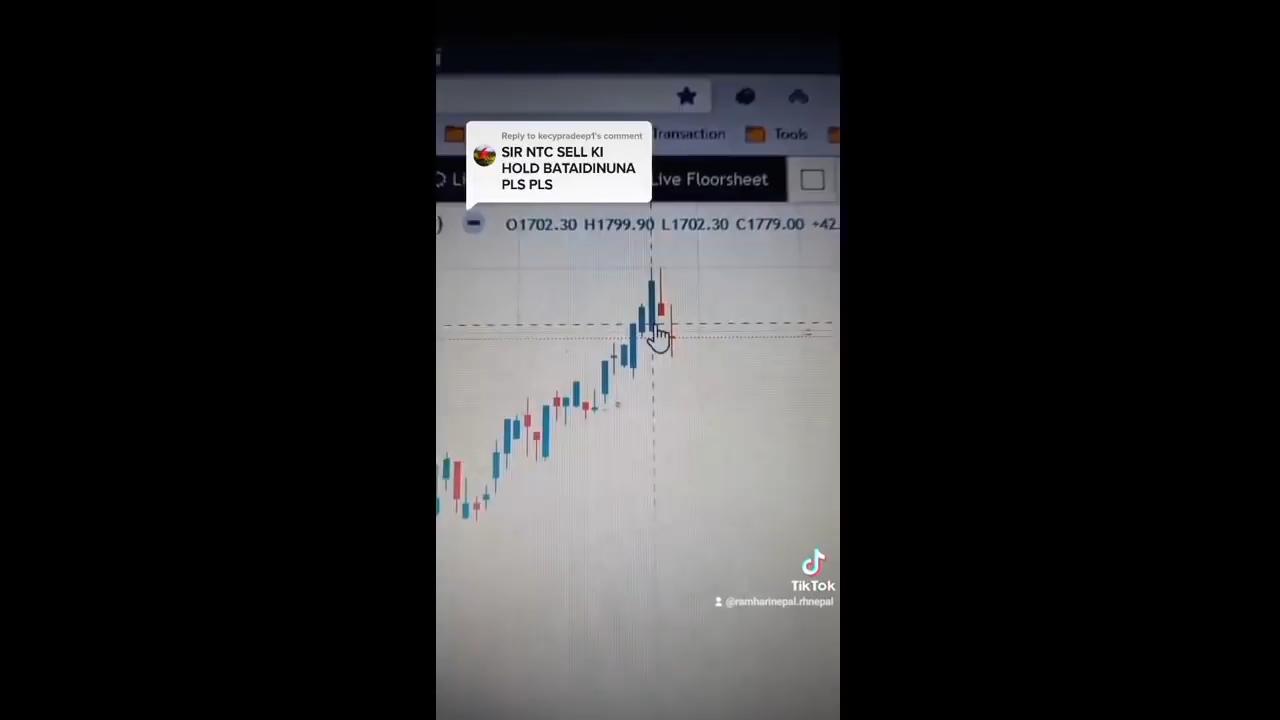 Reply to kecypradeep1's comment
SIR NTC SELL KI
HOLD BATAIDINUNA
PLS PLS
Transaction
Tools
Live Floorsheet
O1702.30 H1799.90 L1702.30 C1779.00 +42.
TikTok
@ramharinepal.rhnepal